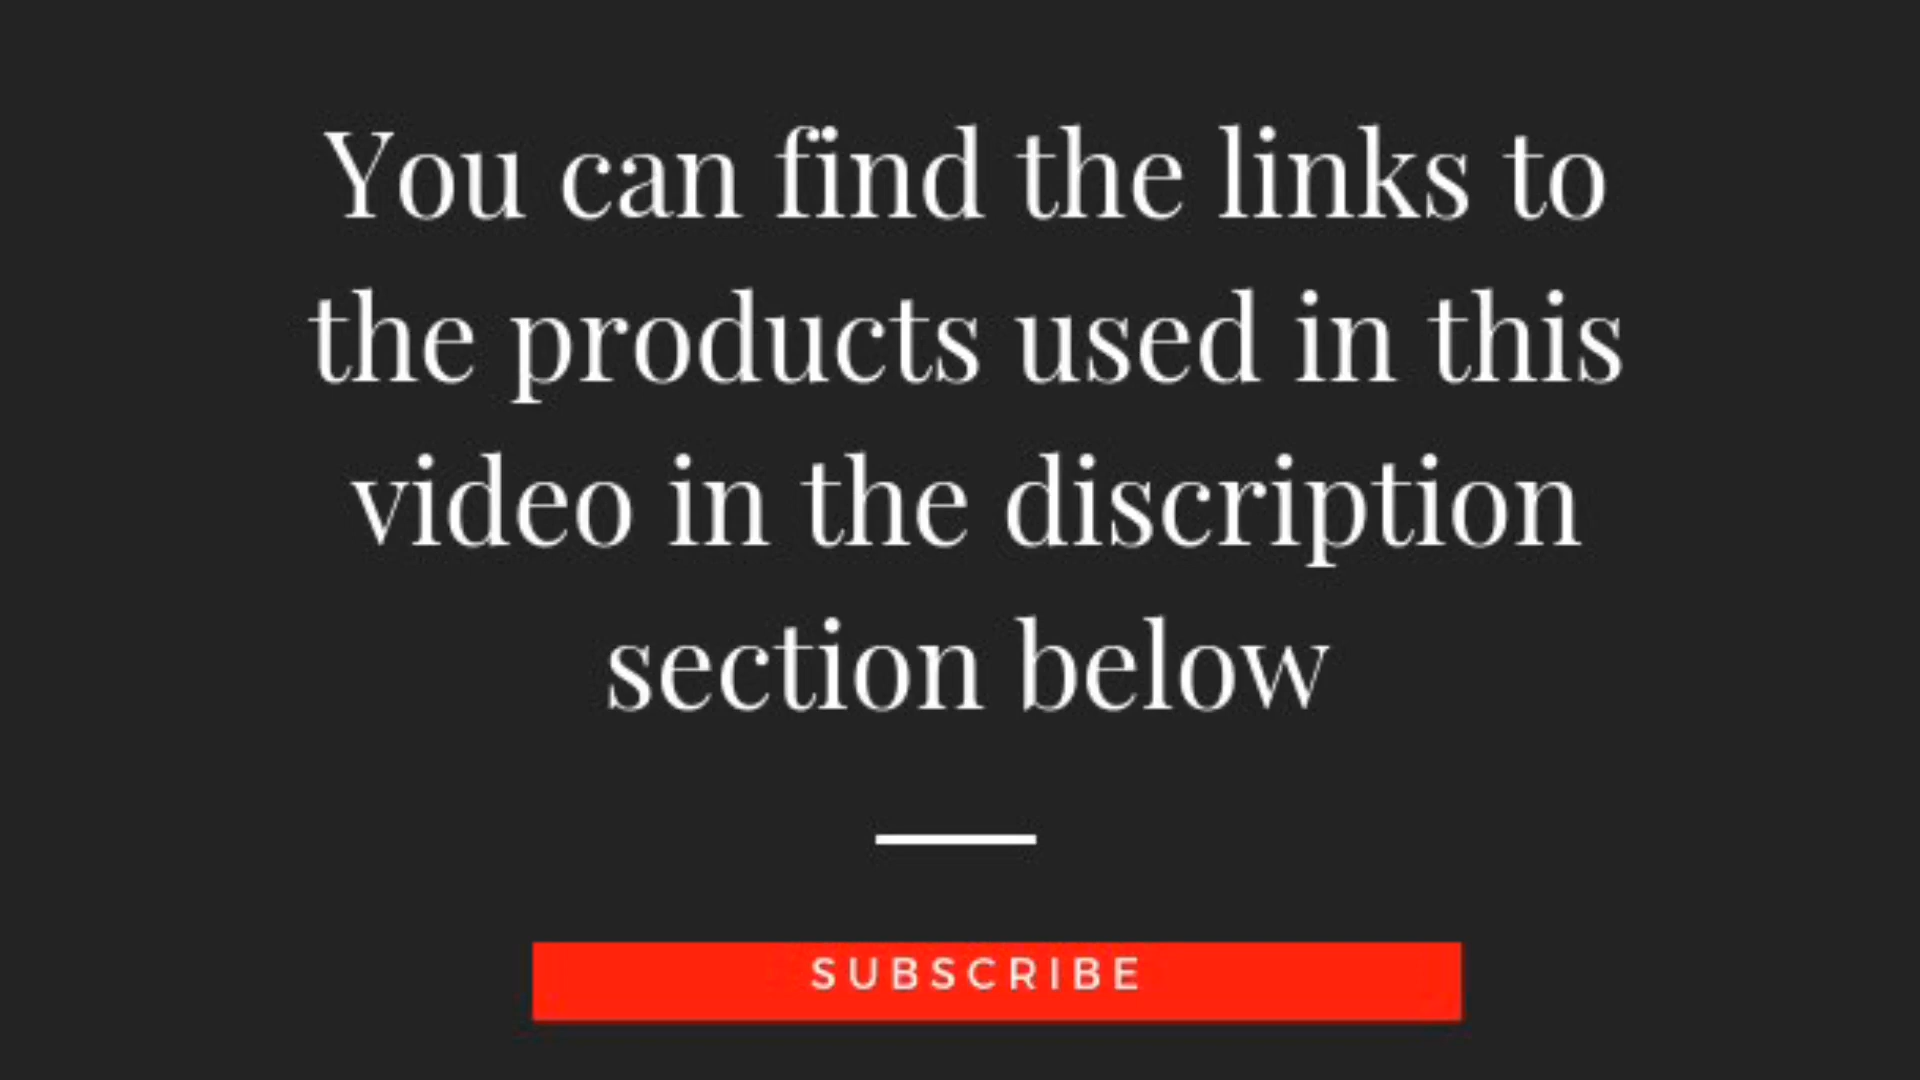 You can find the links to
the products used in this
video in the discription
section below
SUBSCRIBE